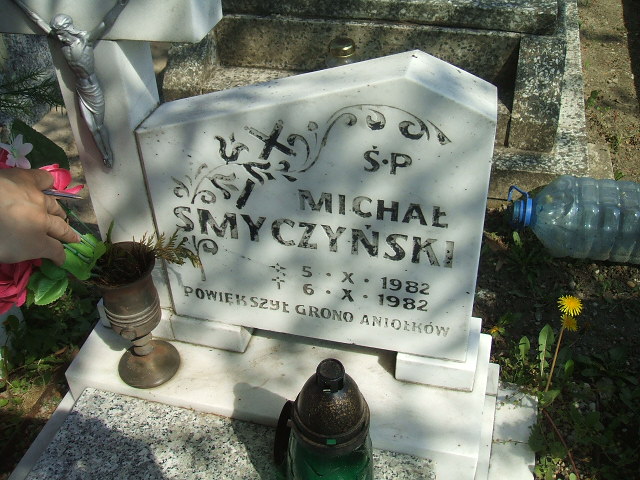 Ś·P
MICHAŁ
SMYCZYŃSKI
5 · X · 1982
† 6 · X · 1982
POWIĘKSZYŁ GRONO ANIOŁKÓW